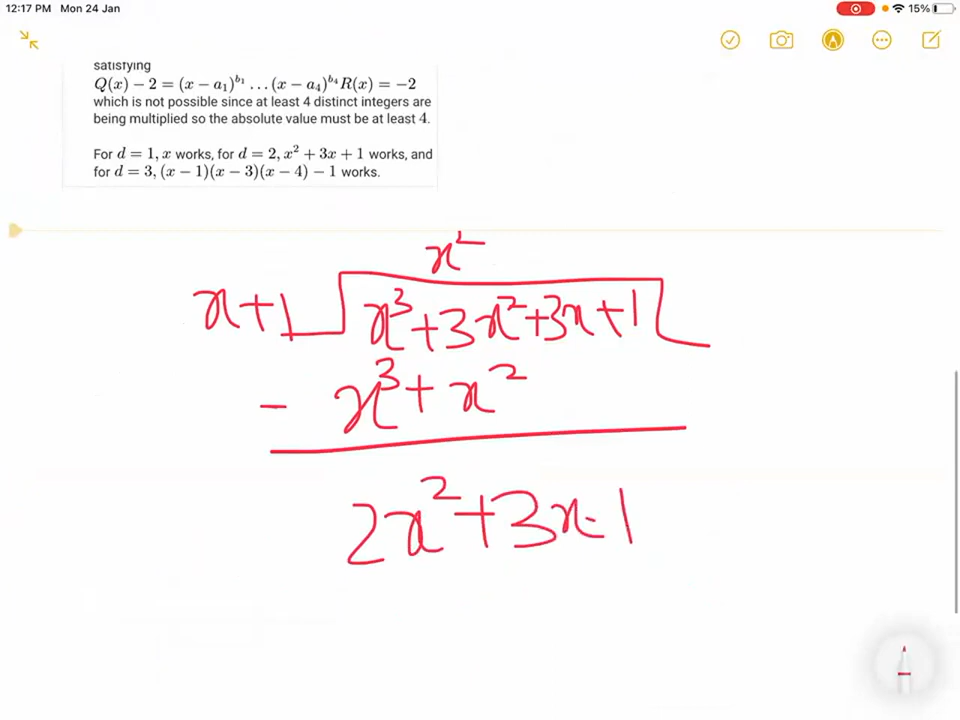 12:17 PM Mon 24 Jan 15%
satisfying
Q(x) − 2 = (x − a₁)^{b₁} … (x − a₄)^{b₄} R(x) = −2
which is not possible since at least 4 distinct integers are
being multiplied so the absolute value must be at least 4.
For d = 1, x works, for d = 2, x² + 3x + 1 works, and
for d = 3, (x − 1)(x − 3)(x − 4) − 1 works.
x²
x+1 x³+3x²+3x+1
- x³+x²
2x²+3x-1